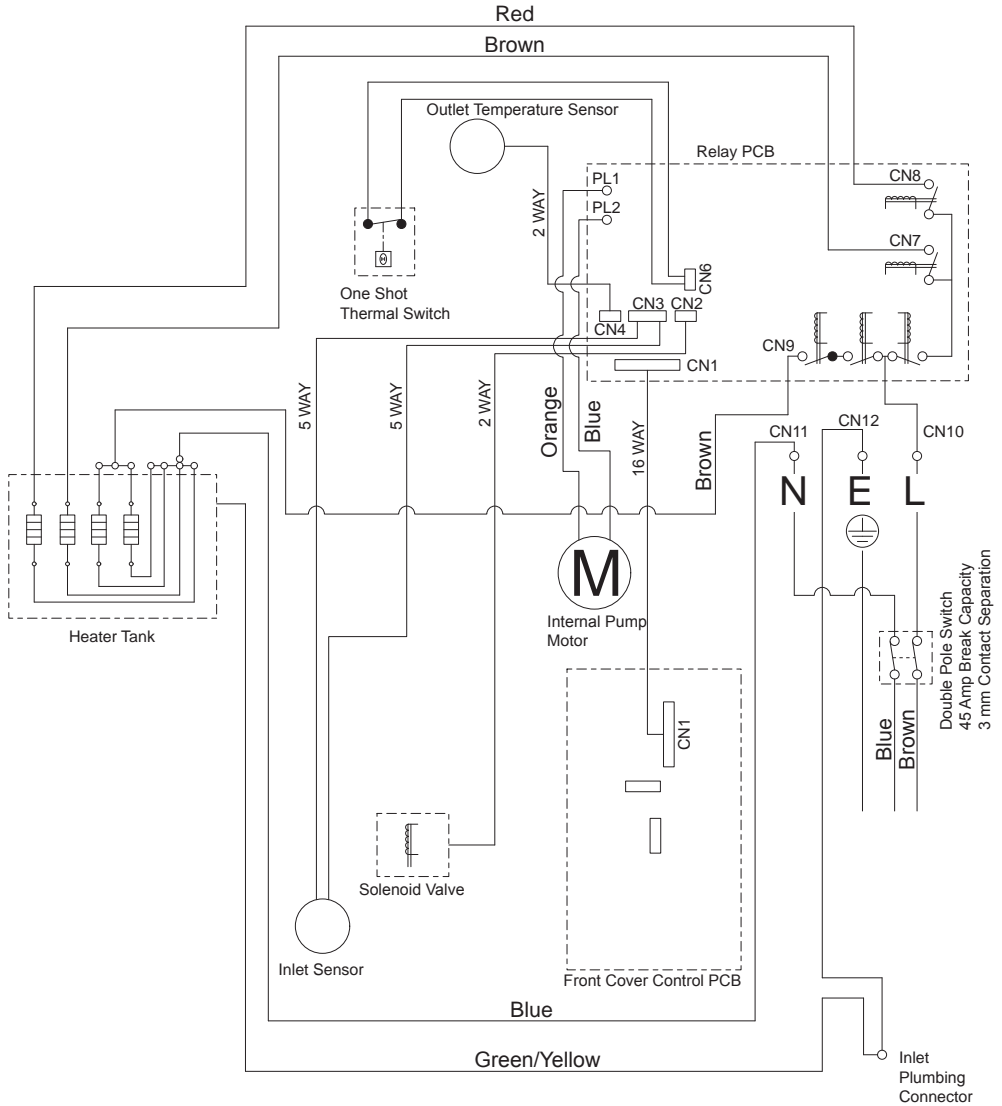 Red
Brown
Outlet Temperature Sensor
Relay PCB
PL1
PL2
CN8
CN7
2 WAY
CN6
One Shot
Thermal Switch
θ
CN3
CN2
CN4
CN9
CN1
5 WAY
5 WAY
2 WAY
Orange
Blue
16 WAY
Brown
CN11
CN12
CN10
N
E
L
M
Heater Tank
Internal Pump
Motor
Double Pole Switch
45 Amp Break Capacity
3 mm Contact Separation
Blue
Brown
CN1
Solenoid Valve
Inlet Sensor
Front Cover Control PCB
Blue
Green/Yellow
Inlet
Plumbing
Connector